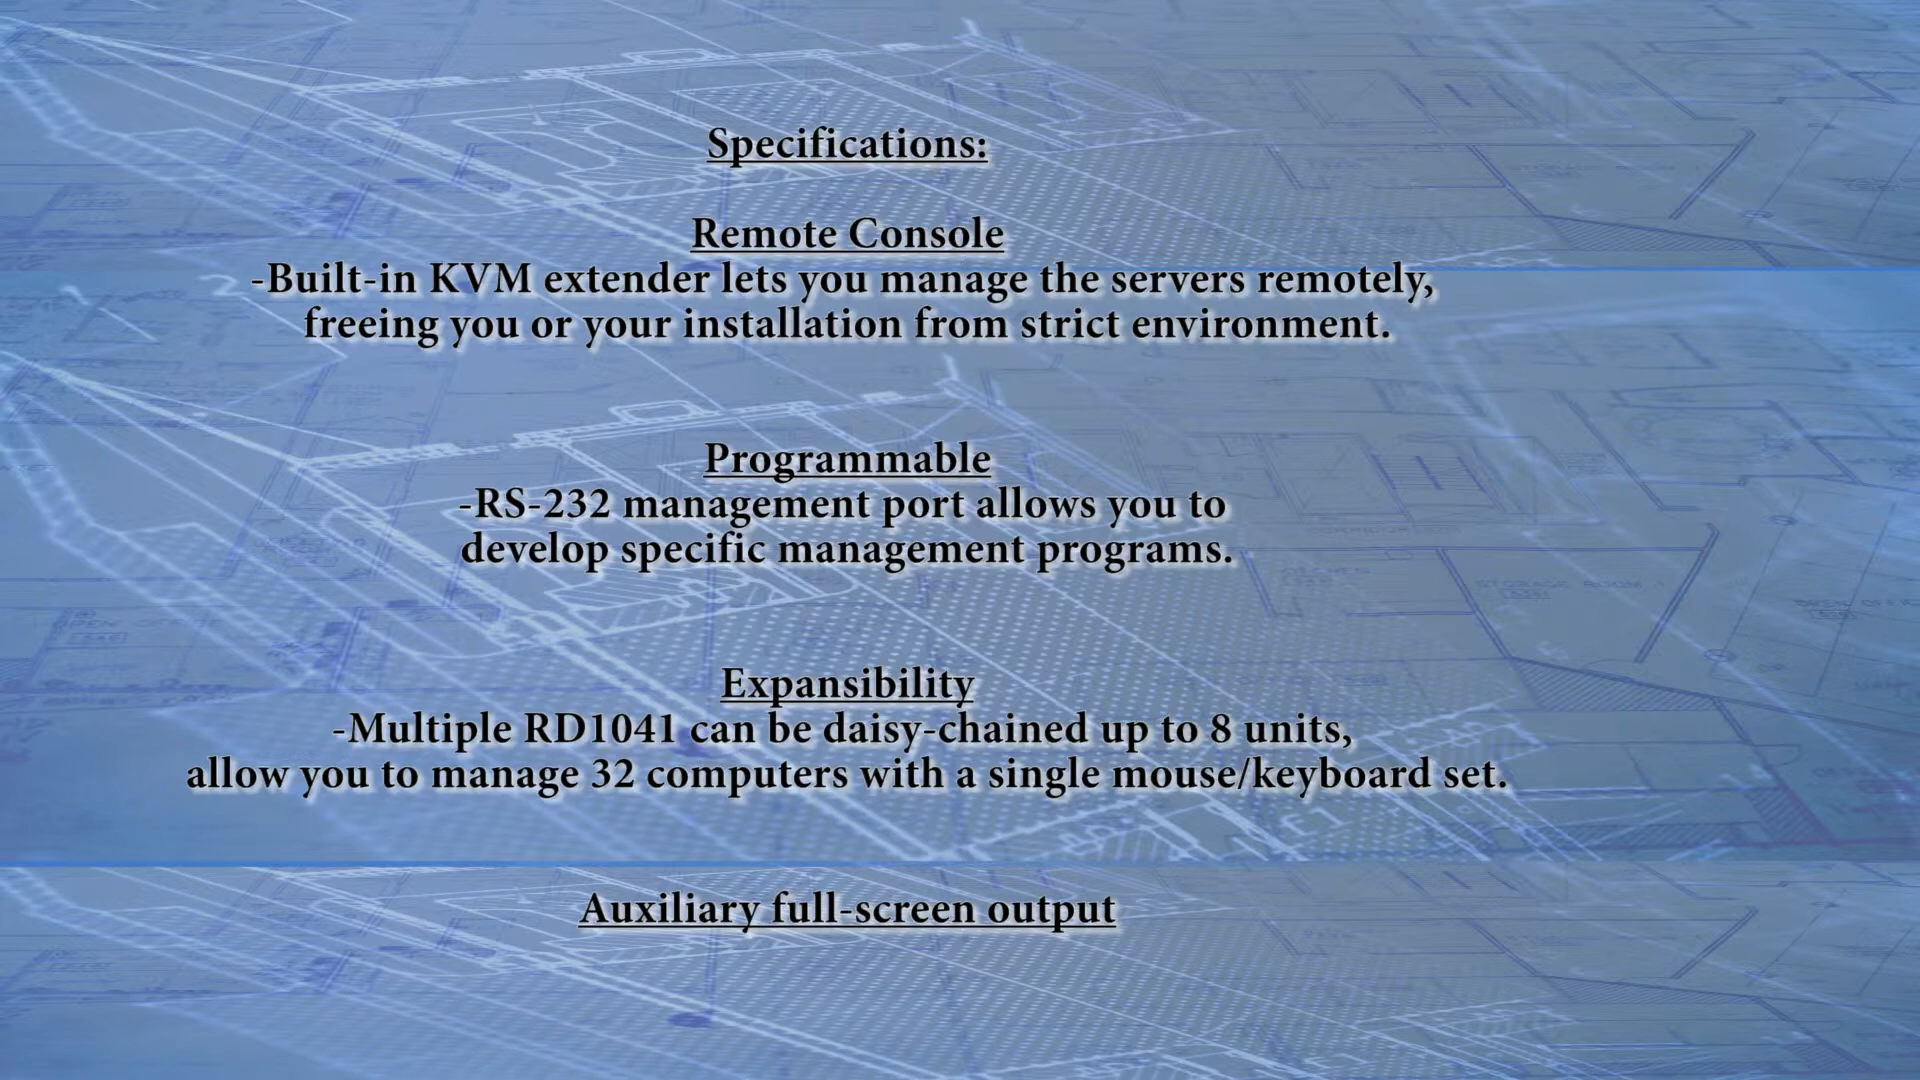 Specifications:
Remote Console
-Built-in KVM extender lets you manage the servers remotely,
freeing you or your installation from strict environment.
Programmable
-RS-232 management port allows you to
develop specific management programs.
Expansibility
-Multiple RD1041 can be daisy-chained up to 8 units,
allow you to manage 32 computers with a single mouse/keyboard set.
Auxiliary full-screen output